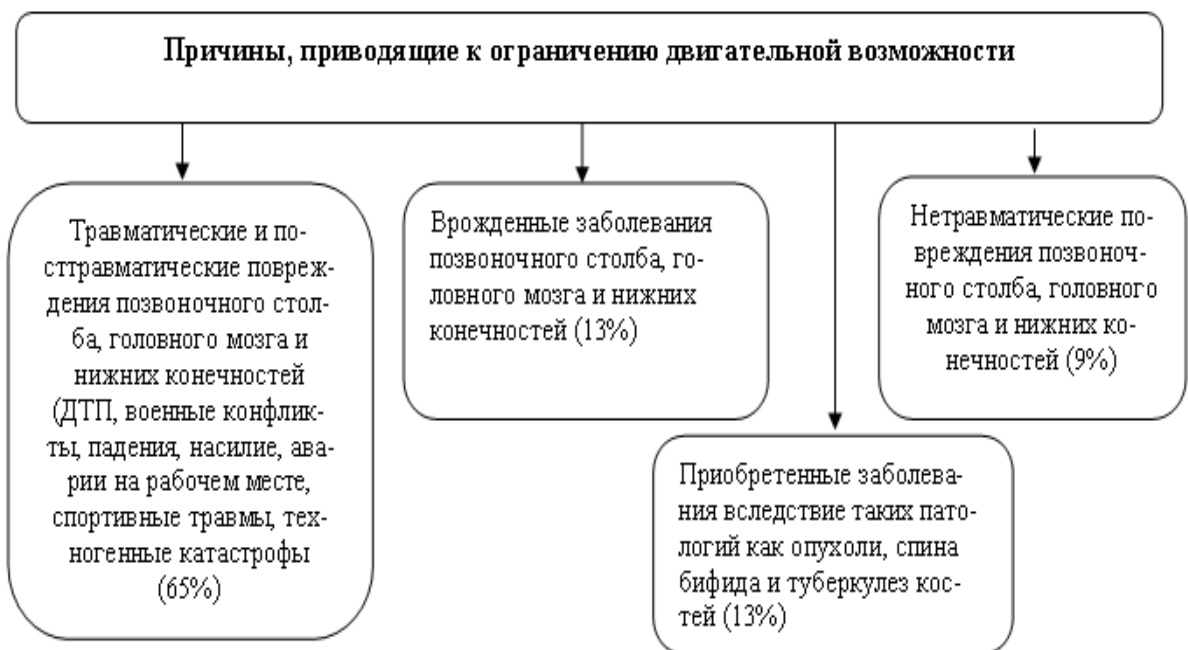 Причины, приводящие к ограничению двигательной возможности
Травматические и по-
сттравматические повреж-
дения позвоночного стол-
ба, головного мозга и
нижних конечностей
(ДТП, военные конфлик-
ты, падения, насилие, ава-
рии на рабочем месте,
спортивные травмы, тех-
ногенные катастрофы
(65%)
Врожденные заболевания
позвоночного столба, го-
ловного мозга и нижних
конечностей (13%)
Приобретенные заболева-
ния вследствие таких пато-
логий как опухоли, спина
бифида и туберкулез кос-
тей (13%)
Нетравматические по-
вреждения позвоноч-
ного столба, головного
мозга и нижних ко-
нечностей (9%)